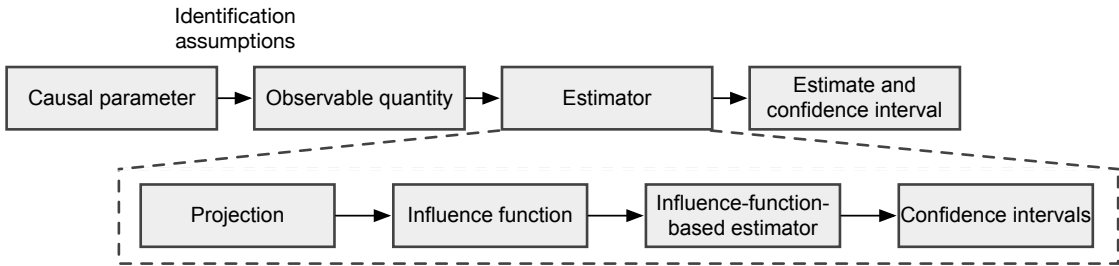 Identification
assumptions
Causal parameter
Observable quantity
Estimator
Estimate and
confidence interval
Projection
Influence function
Influence-function-
based estimator
Confidence intervals